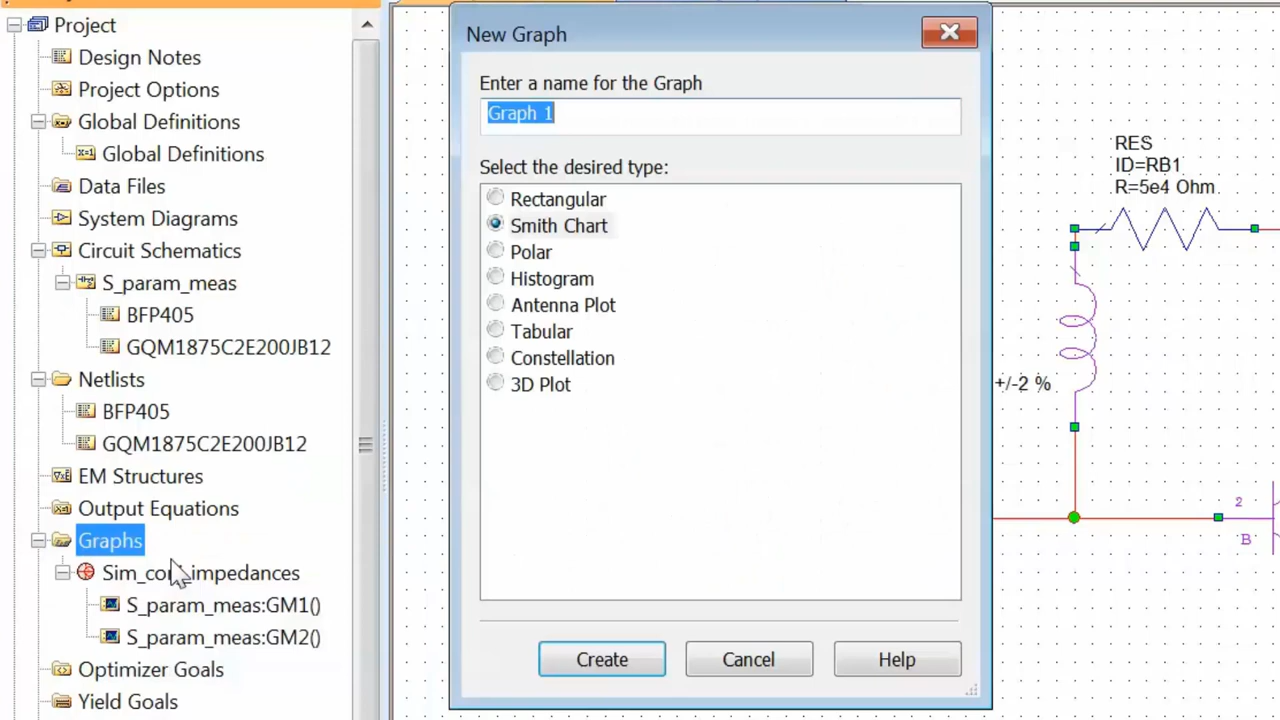 Project
Design Notes
Project Options
Global Definitions
Global Definitions
Data Files
System Diagrams
Circuit Schematics
S_param_meas
BFP405
GQM1875C2E200JB12
Netlists
BFP405
GQM1875C2E200JB12
EM Structures
Output Equations
Graphs
Sim_con_impedances
S_param_meas:GM1()
S_param_meas:GM2()
Optimizer Goals
Yield Goals
New Graph
Enter a name for the Graph
Graph 1
Select the desired type:
Rectangular
Smith Chart
Polar
Histogram
Antenna Plot
Tabular
Constellation
3D Plot
Create
Cancel
Help
RES
ID=RB1
R=5e4 Ohm
+/-2 %
2
B